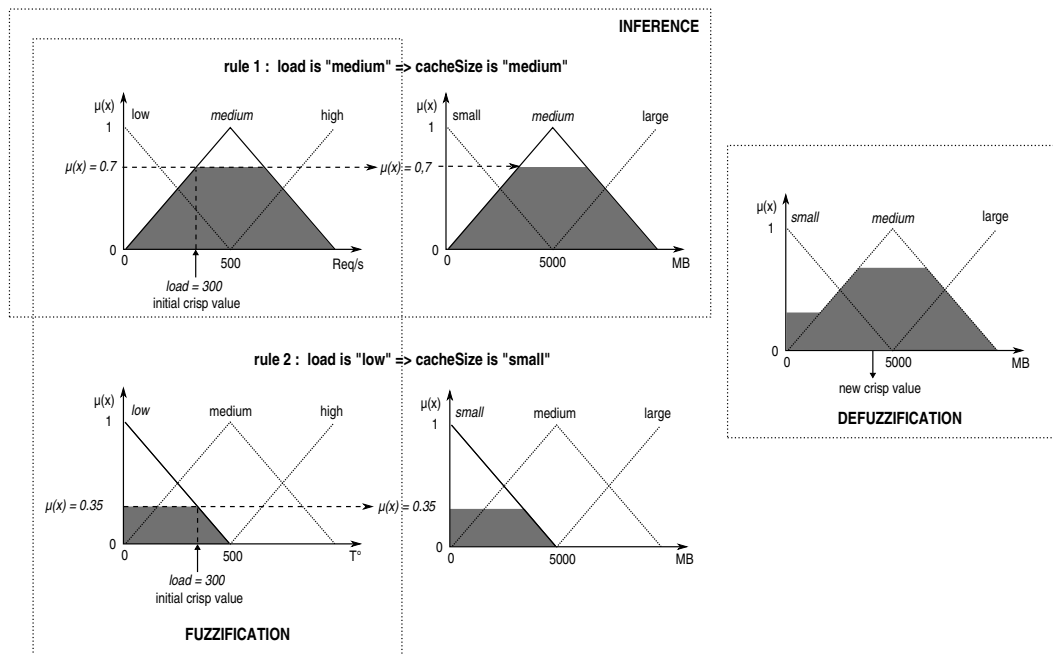 INFERENCE
rule 1 : load is "medium" => cacheSize is "medium"
μ(x)
low
medium
high
1
μ(x) = 0.7
0
0
500
Req/s
load = 300
initial crisp value
μ(x)
small
medium
large
1
μ(x) = 0,7
0
0
5000
MB
rule 2 : load is "low" => cacheSize is "small"
μ(x)
low
medium
high
1
μ(x) = 0.35
0
0
500
T°
load = 300
initial crisp value
μ(x)
small
medium
large
1
μ(x) = 0.35
0
0
5000
MB
FUZZIFICATION
μ(x)
small
medium
large
1
0
0
5000
MB
new crisp value
DEFUZZIFICATION